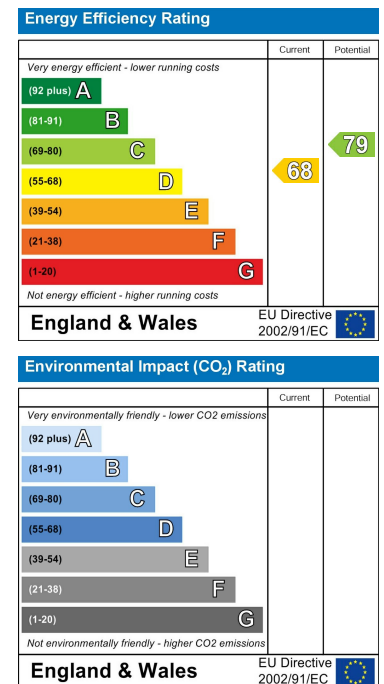 Energy Efficiency Rating
Current Potential
Very energy efficient - lower running costs
(92 plus) A
(81-91) B
(69-80) C
(55-68) D
(39-54) E
(21-38) F
(1-20) G
68
79
Not energy efficient - higher running costs
England & Wales
EU Directive
2002/91/EC
Environmental Impact (CO₂) Rating
Current Potential
Very environmentally friendly - lower CO2 emissions
(92 plus) A
(81-91) B
(69-80) C
(55-68) D
(39-54) E
(21-38) F
(1-20) G
Not environmentally friendly - higher CO2 emissions
England & Wales
EU Directive
2002/91/EC